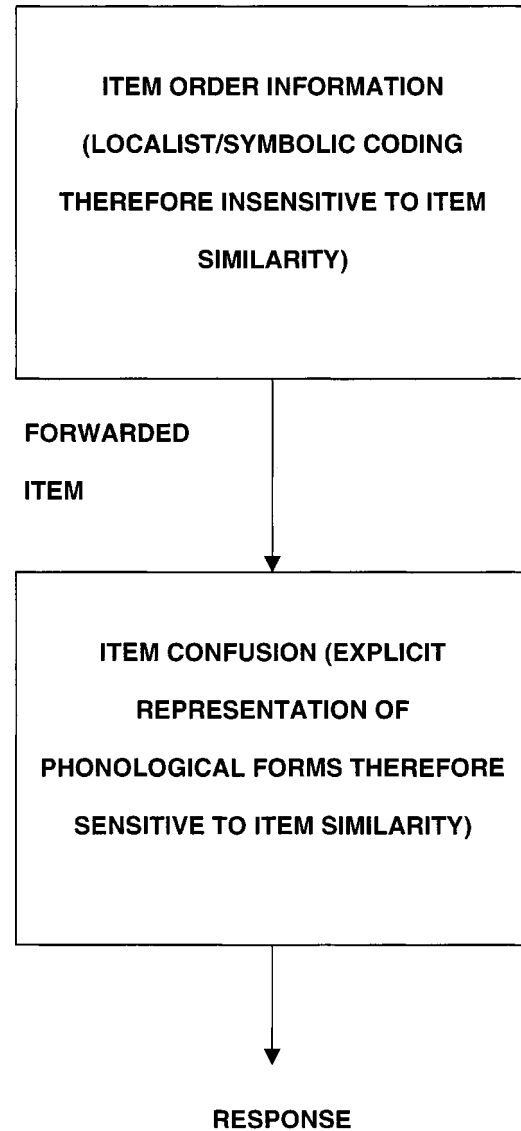 ITEM ORDER INFORMATION
(LOCALIST/SYMBOLIC CODING
THEREFORE INSENSITIVE TO ITEM
SIMILARITY)
FORWARDED
ITEM
ITEM CONFUSION (EXPLICIT
REPRESENTATION OF
PHONOLOGICAL FORMS THEREFORE
SENSITIVE TO ITEM SIMILARITY)
RESPONSE